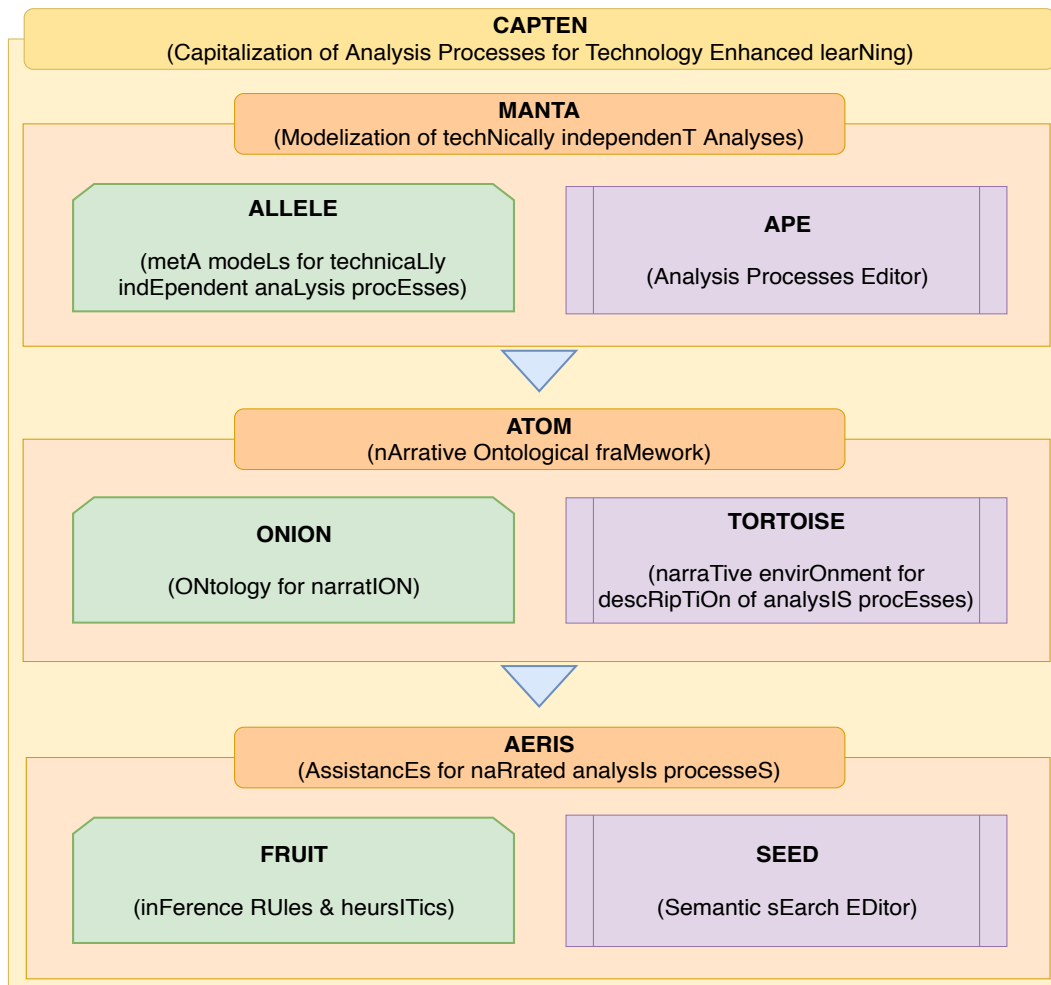 CAPTEN
(Capitalization of Analysis Processes for Technology Enhanced learNing)
MANTA
(Modelization of techNically independenT Analyses)
ALLELE
(metA modeLs for technicaLly
indEpendent anaLysis procEsses)
APE
(Analysis Processes Editor)
ATOM
(nArrative Ontological fraMework)
ONION
(ONtology for narratION)
TORTOISE
(narraTive envirOnment for
descRipTiOn of analysIS procEsses)
AERIS
(AssistancEs for naRrated analysIs processeS)
FRUIT
(inFerence RUles & heursITics)
SEED
(Semantic sEarch EDitor)